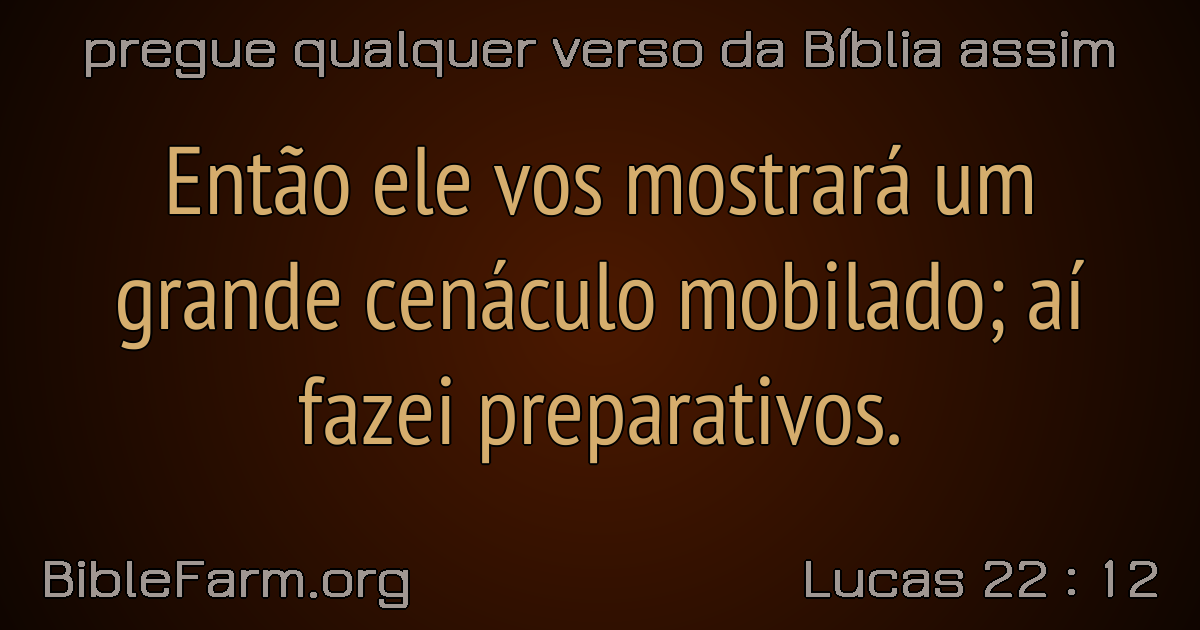 pregue qualquer verso da Bíblia assim
Então ele vos mostrará um
grande cenáculo mobilado; aí
fazei preparativos.
BibleFarm.org
Lucas 22 : 12